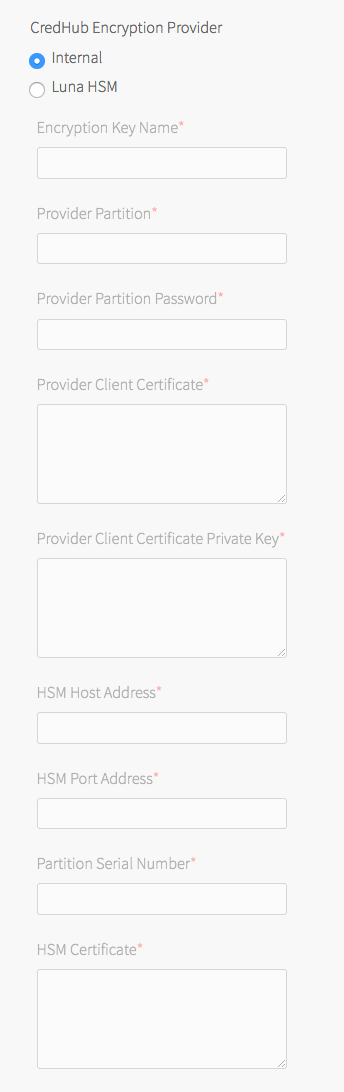 CredHub Encryption Provider
Internal
Luna HSM
Encryption Key Name*
Provider Partition*
Provider Partition Password*
Provider Client Certificate*
Provider Client Certificate Private Key*
HSM Host Address*
HSM Port Address*
Partition Serial Number*
HSM Certificate*